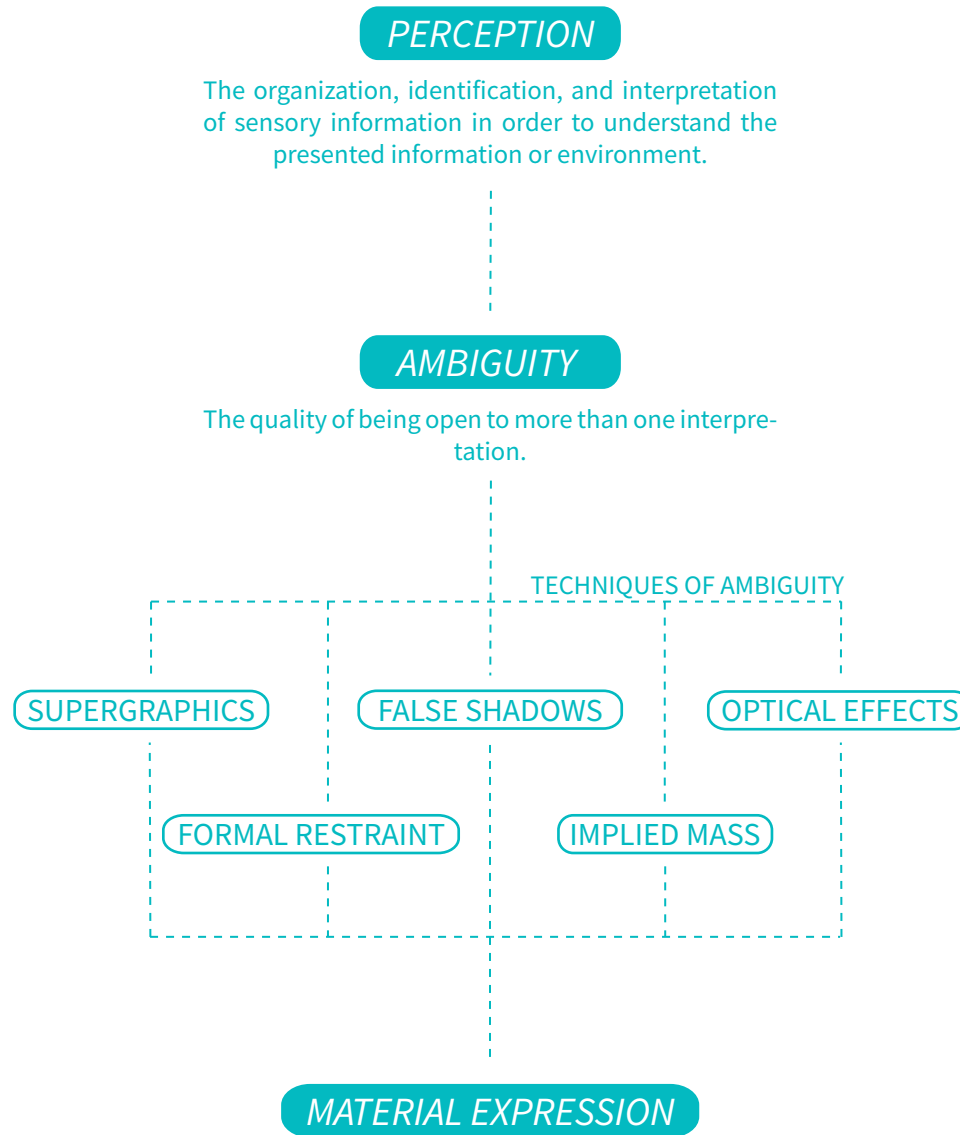 PERCEPTION
The organization, identification, and interpretation
of sensory information in order to understand the
presented information or environment.
AMBIGUITY
The quality of being open to more than one interpre-
tation.
TECHNIQUES OF AMBIGUITY
SUPERGRAPHICS
FALSE SHADOWS
OPTICAL EFFECTS
FORMAL RESTRAINT
IMPLIED MASS
MATERIAL EXPRESSION